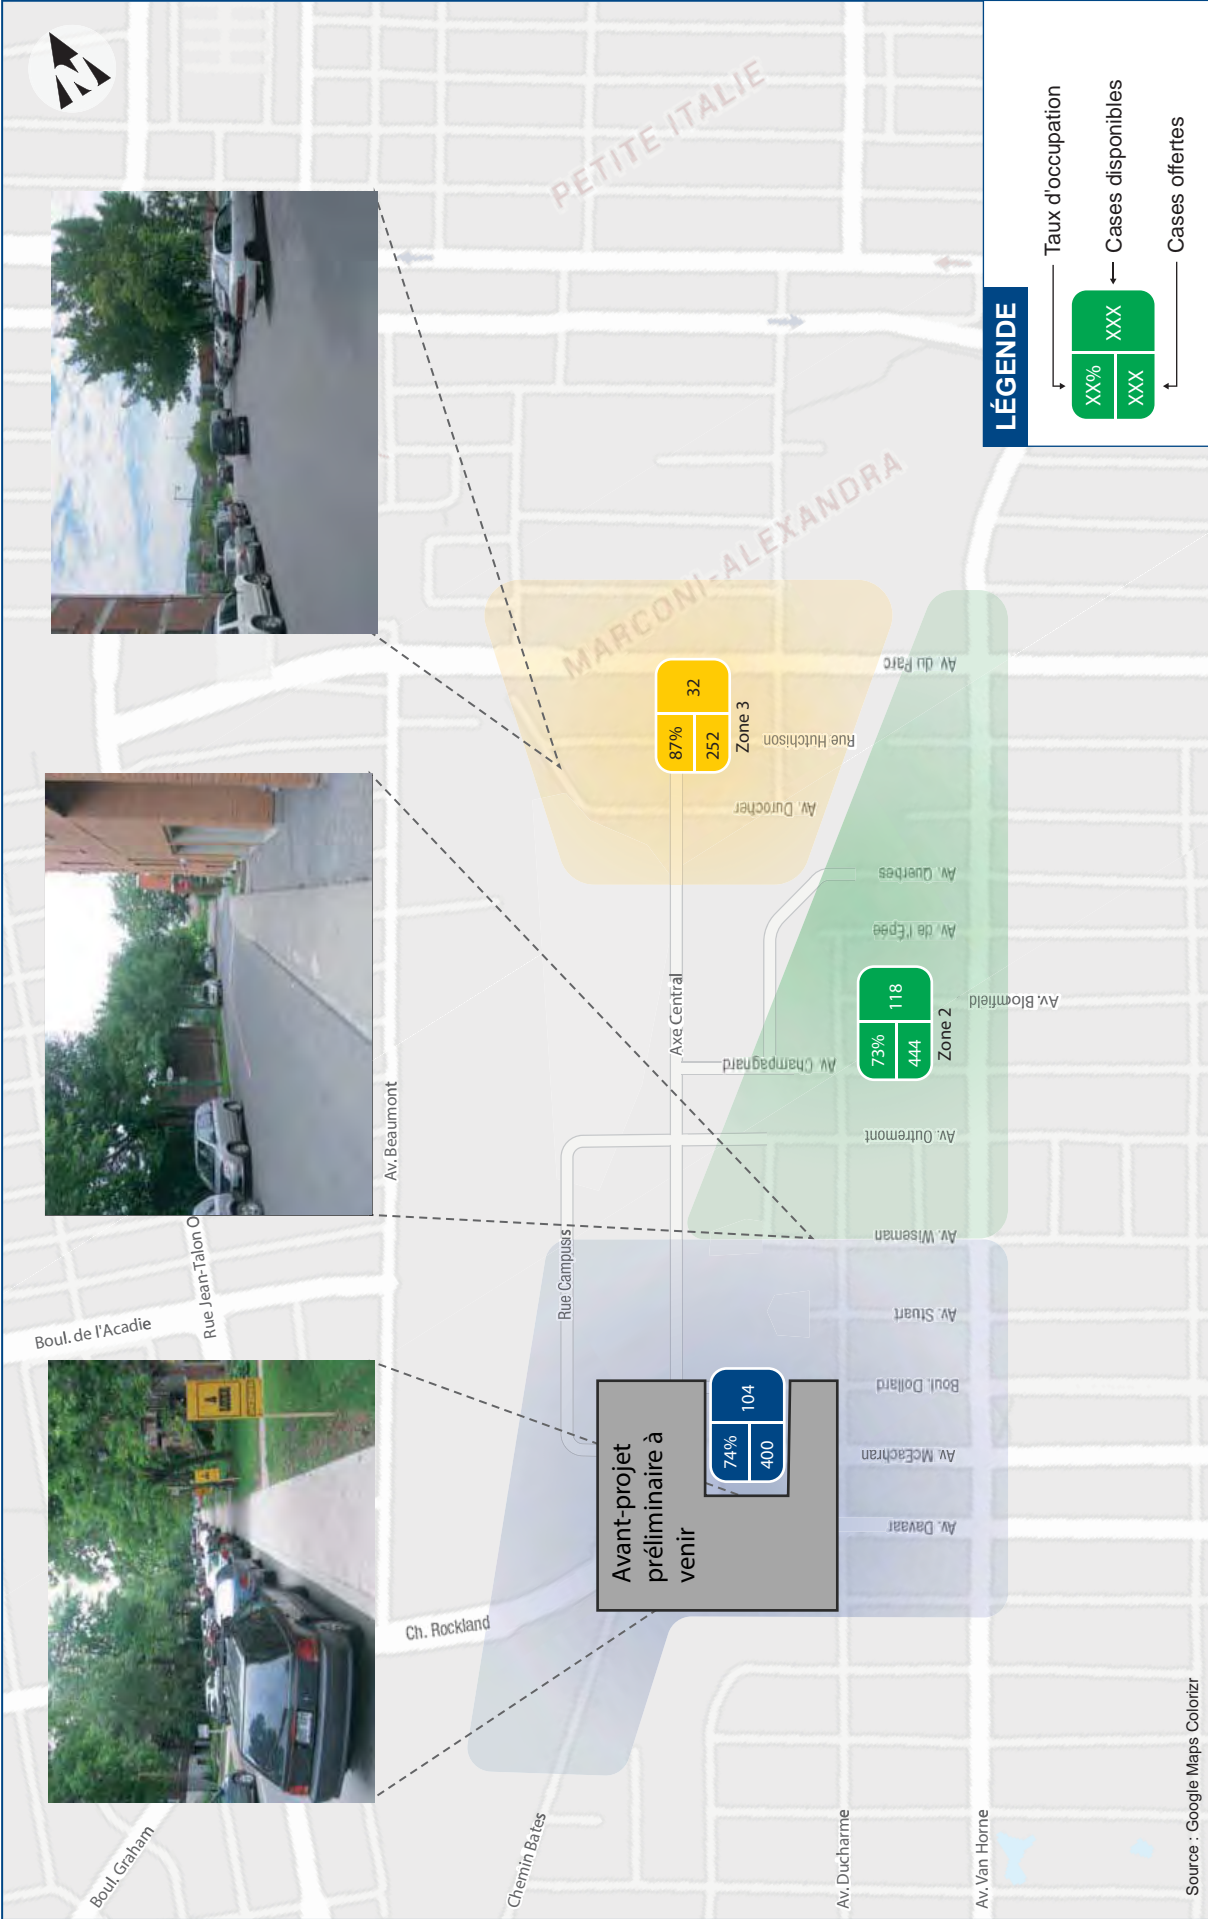 PETITE ITALIE
MARCONI-ALEXANDRA
Boul. Graham
Boul. de l'Acadie
Rue Jean-Talon O
Av. Beaumont
Ch. Rockland
Chemin Bates
Rue Campusis
Axe Central
Av. Champagnard
Av. Ducharme
Av. Van Horne
Av. Davaar
Av. McEachran
Boul. Dollard
Av. Stuart
Av. Wiseman
Av. Outremont
Av. Blomfield
Av. de l'Épée
Av. Querbes
Av. Durocher
Rue Hutchison
Av du Parc
Avant-projet
préliminaire à
venir
74%
400
104
73%
444
118
Zone 2
87%
252
32
Zone 3
LÉGENDE
Taux d'occupation
XX%
XXX
XXX
Cases disponibles
Cases offertes
Source : Google Maps Colorizr